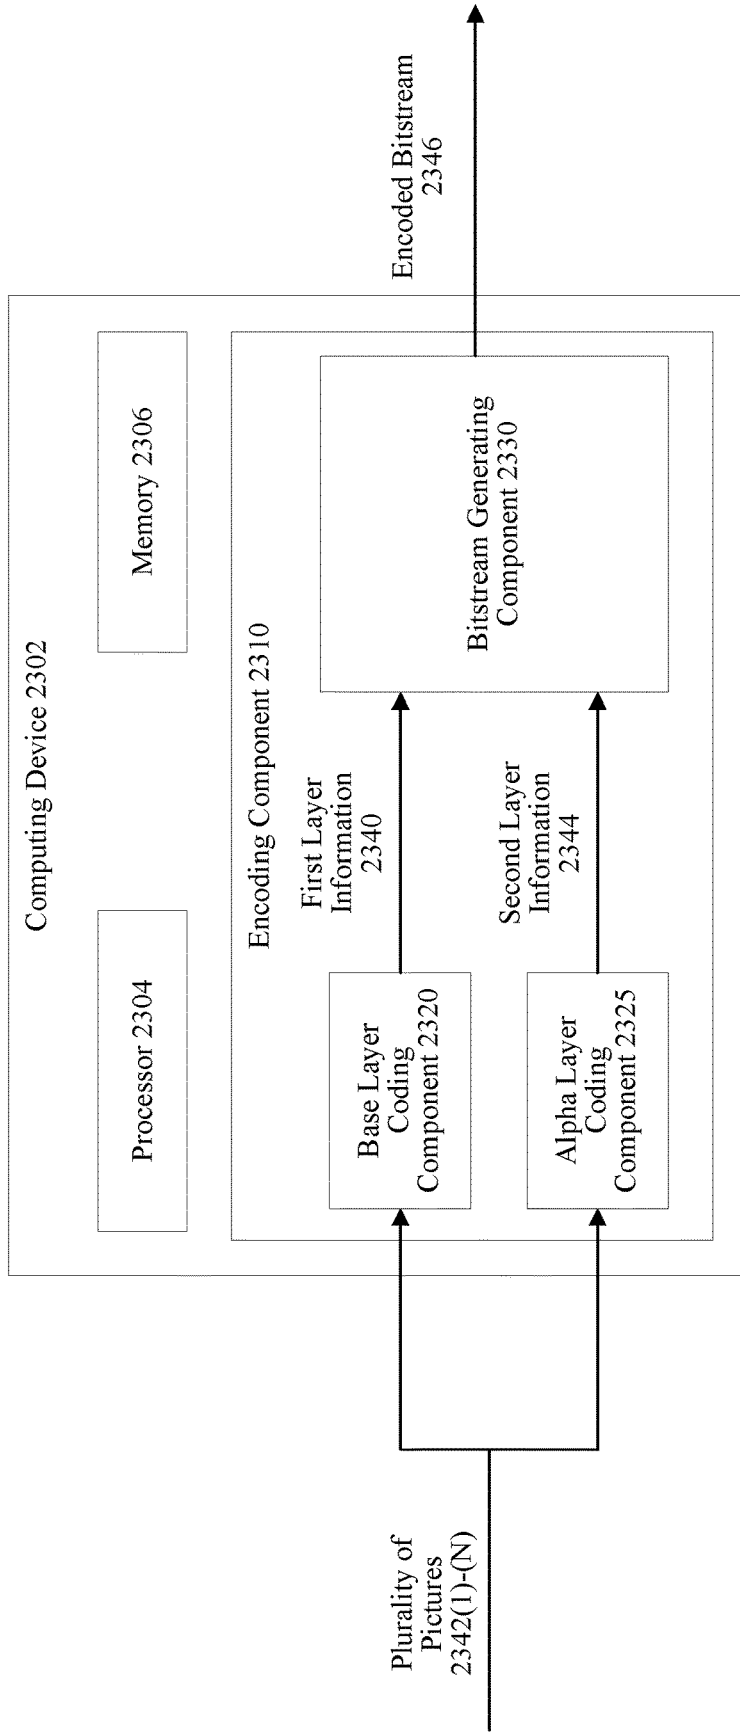 Computing Device 2302
Processor 2304
Memory 2306
Encoding Component 2310
Plurality of
Pictures
2342(1)-(N)
Base Layer
Coding
Component 2320
First Layer
Information
2340
Alpha Layer
Coding
Component 2325
Second Layer
Information
2344
Bitstream Generating
Component 2330
Encoded Bitstream
2346